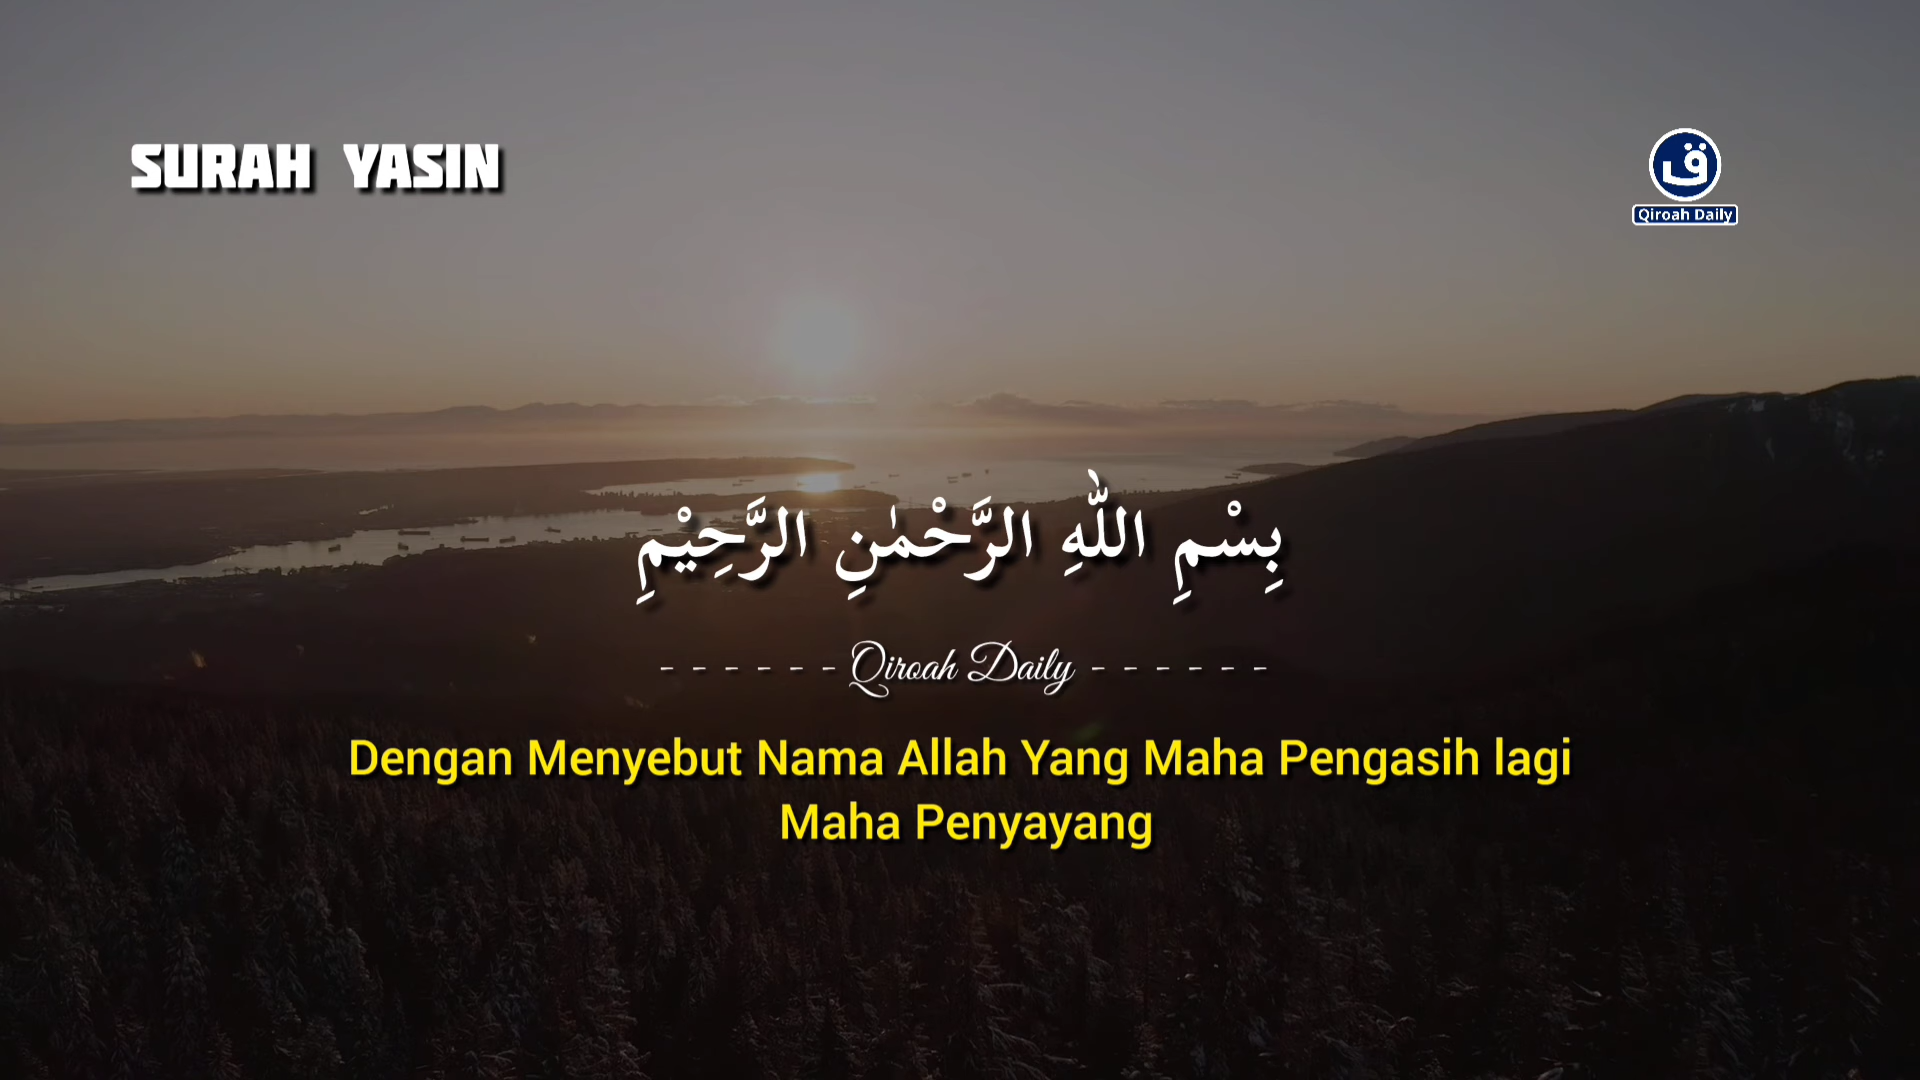 SURAH YASIN
ق
Qiroah Daily
بِسْمِ اللّٰهِ الرَّحْمٰنِ الرَّحِيْمِ
- - - - - - Qiroah Daily - - - - - -
Dengan Menyebut Nama Allah Yang Maha Pengasih lagi
Maha Penyayang